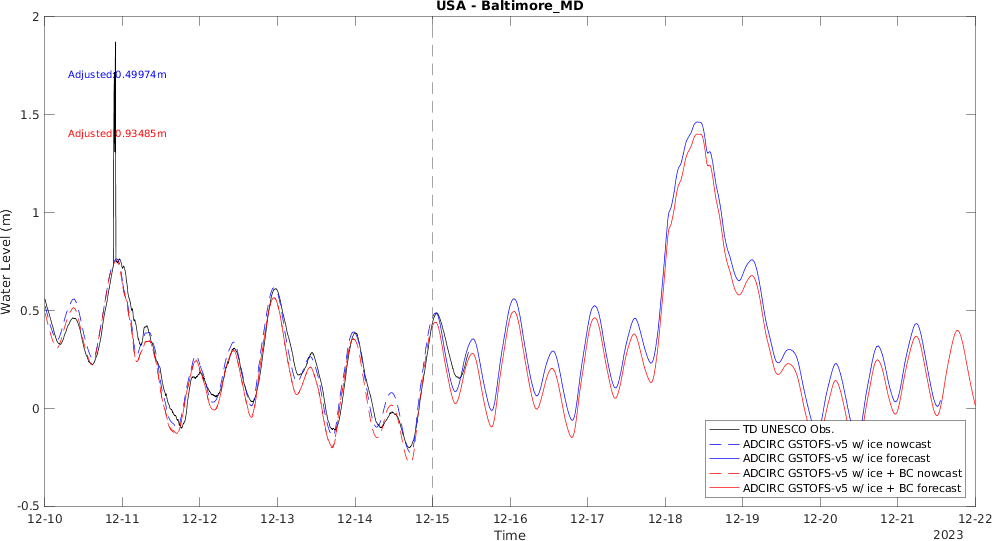 USA - Baltimore_MD
2
Adjusted:0.49974m
1.5
Adjusted:0.93485m
1
Water Level (m)
0.5
0
-0.5
TD UNESCO Obs.
ADCIRC GSTOFS-v5 w/ ice nowcast
ADCIRC GSTOFS-v5 w/ ice forecast
ADCIRC GSTOFS-v5 w/ ice + BC nowcast
ADCIRC GSTOFS-v5 w/ ice + BC forecast
12-10 12-11 12-12 12-13 12-14 12-15 12-16 12-17 12-18 12-19 12-20 12-21 12-22
Time
2023